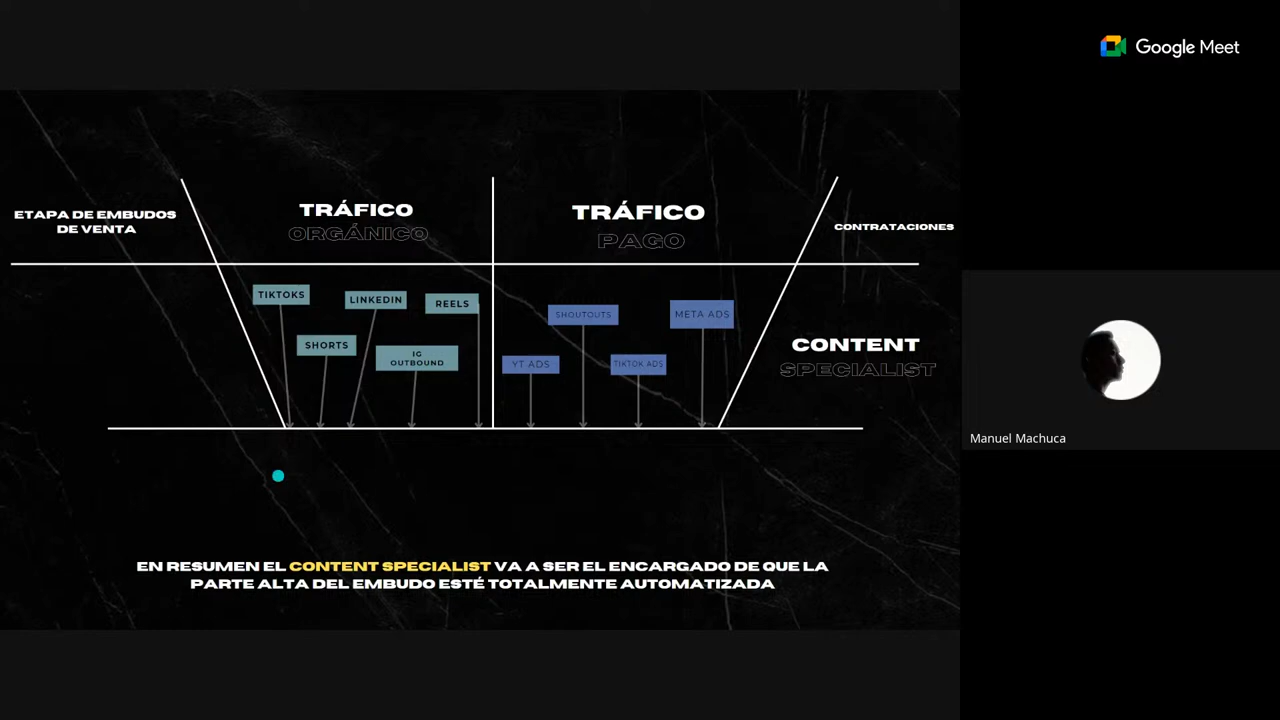 Google Meet
ETAPA DE EMBUDOS
DE VENTA
TRÁFICO
ORGÁNICO
TRÁFICO
PAGO
CONTRATACIONES
TIKTOKS
LINKEDIN
REELS
SHORTS
IG
OUTBOUND
SHOUTOUTS
META ADS
YT ADS
TIKTOK ADS
CONTENT
SPECIALIST
Manuel Machuca
EN RESUMEN EL CONTENT SPECIALIST VA A SER EL ENCARGADO DE QUE LA
PARTE ALTA DEL EMBUDO ESTÉ TOTALMENTE AUTOMATIZADA